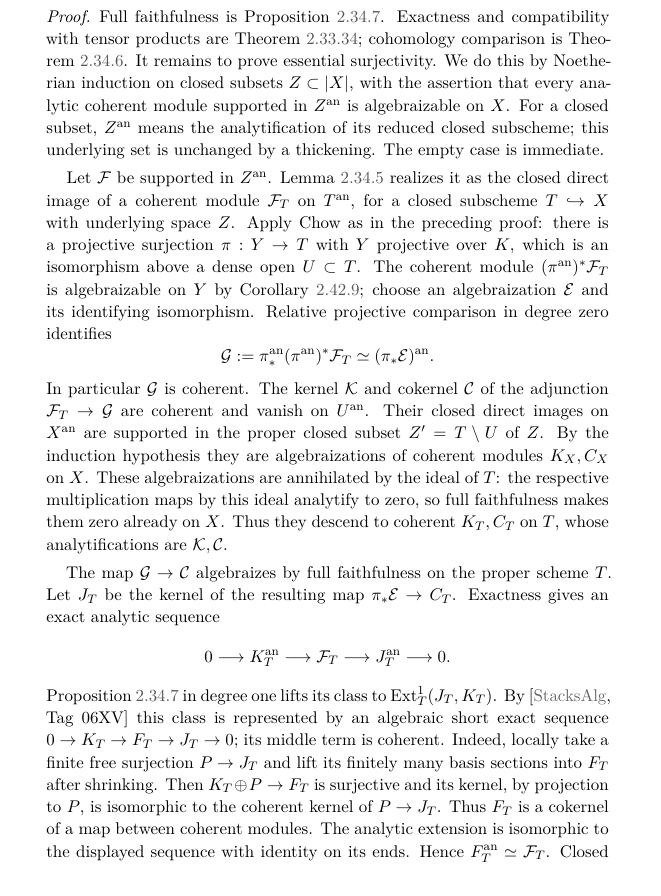 Proof. Full faithfulness is Proposition 2.34.7. Exactness and compatibility
with tensor products are Theorem 2.33.34; cohomology comparison is Theo-
rem 2.34.6. It remains to prove essential surjectivity. We do this by Noethe-
rian induction on closed subsets Z ⊂ |X|, with the assertion that every ana-
lytic coherent module supported in Zᵃⁿ is algebraizable on X. For a closed
subset, Zᵃⁿ means the analytification of its reduced closed subscheme; this
underlying set is unchanged by a thickening. The empty case is immediate.
Let ℱ be supported in Zᵃⁿ. Lemma 2.34.5 realizes it as the closed direct
image of a coherent module ℱ_T on Tᵃⁿ, for a closed subscheme T ↪ X
with underlying space Z. Apply Chow as in the preceding proof: there is
a projective surjection π : Y → T with Y projective over K, which is an
isomorphism above a dense open U ⊂ T. The coherent module (πᵃⁿ)*ℱ_T
is algebraizable on Y by Corollary 2.42.9; choose an algebraization ℰ and
its identifying isomorphism. Relative projective comparison in degree zero
identifies
𝒢 := π_*ᵃⁿ(πᵃⁿ)*ℱ_T ≃ (π_*ℰ)ᵃⁿ.
In particular 𝒢 is coherent. The kernel 𝒦 and cokernel 𝒞 of the adjunction
ℱ_T → 𝒢 are coherent and vanish on Uᵃⁿ. Their closed direct images on
Xᵃⁿ are supported in the proper closed subset Z′ = T \ U of Z. By the
induction hypothesis they are algebraizations of coherent modules K_X, C_X
on X. These algebraizations are annihilated by the ideal of T: the respective
multiplication maps by this ideal analytify to zero, so full faithfulness makes
them zero already on X. Thus they descend to coherent K_T, C_T on T, whose
analytifications are 𝒦, 𝒞.
The map 𝒢 → 𝒞 algebraizes by full faithfulness on the proper scheme T.
Let J_T be the kernel of the resulting map π_*ℰ → C_T. Exactness gives an
exact analytic sequence
0 ⟶ K_Tᵃⁿ ⟶ ℱ_T ⟶ J_Tᵃⁿ ⟶ 0.
Proposition 2.34.7 in degree one lifts its class to Ext¹_T(J_T, K_T). By [StacksAlg,
Tag 06XV] this class is represented by an algebraic short exact sequence
0 → K_T → F_T → J_T → 0; its middle term is coherent. Indeed, locally take a
finite free surjection P → J_T and lift its finitely many basis sections into F_T
after shrinking. Then K_T ⊕ P → F_T is surjective and its kernel, by projection
to P, is isomorphic to the coherent kernel of P → J_T. Thus F_T is a cokernel
of a map between coherent modules. The analytic extension is isomorphic to
the displayed sequence with identity on its ends. Hence F_Tᵃⁿ ≃ ℱ_T. Closed